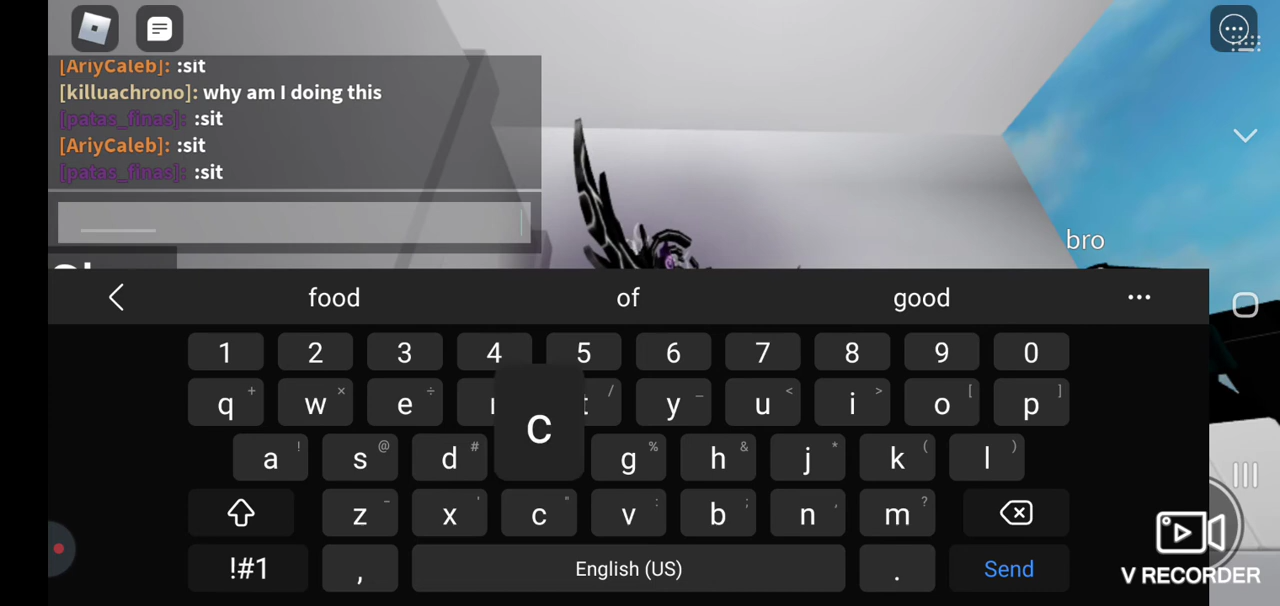 [AriyCaleb]: :sit
[killuachrono]: why am I doing this
[patas_finas]: :sit
[AriyCaleb]: :sit
[patas_finas]: :sit
bro
food of good
1 2 3 4 5 6 7 8 9 0
q + w × e ÷ t / y _ u < i > o [ p ]
c
a ! s @ d # g % h & j * k ( l )
z - x ' c " v : b ; n , m ?
!#1 , English (US) . Send
V RECORDER